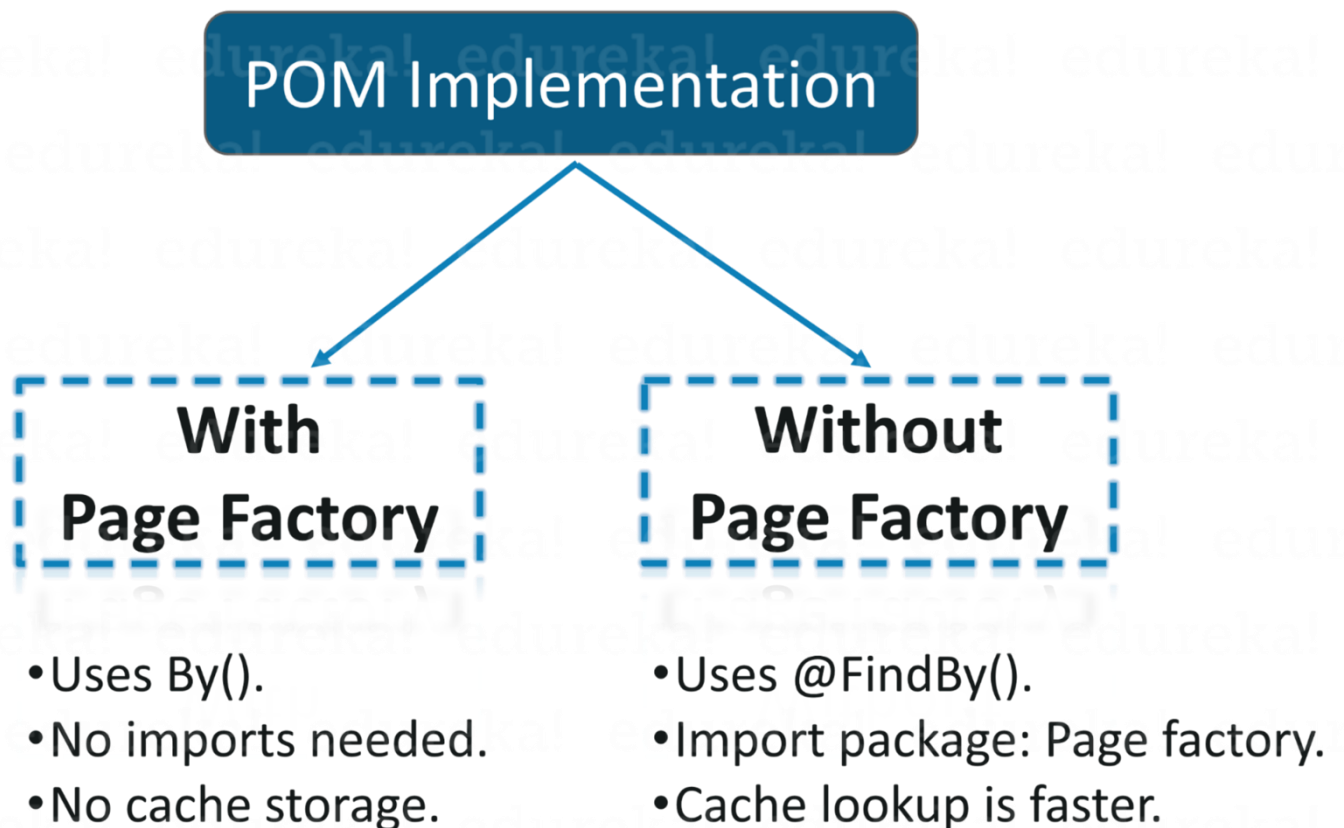 POM Implementation
With
Page Factory
Without
Page Factory
•Uses By().
•No imports needed.
•No cache storage.
•Uses @FindBy().
•Import package: Page factory.
•Cache lookup is faster.
edureka!